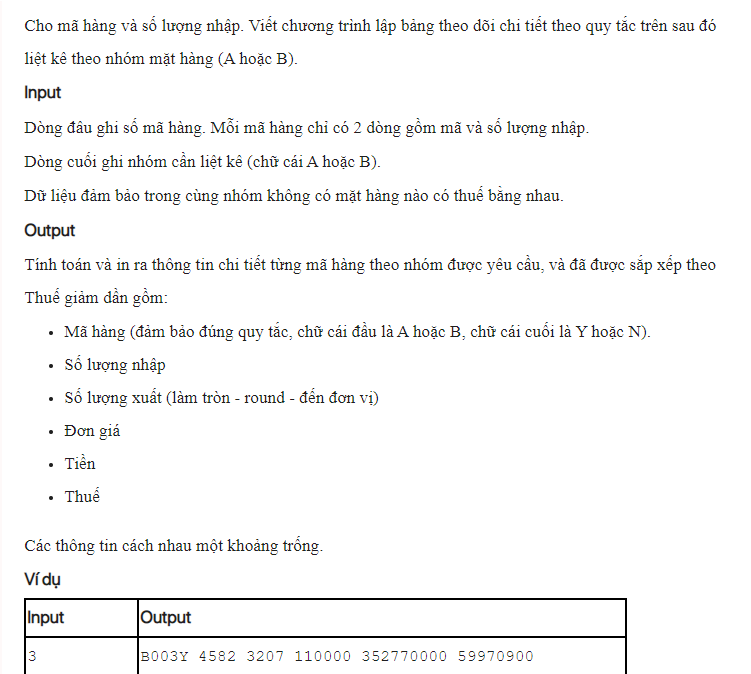 Cho mã hàng và số lượng nhập. Viết chương trình lập bảng theo dõi chi tiết theo quy tắc trên sau đó
liệt kê theo nhóm mặt hàng (A hoặc B).
Input
Dòng đâu ghi số mã hàng. Mỗi mã hàng chỉ có 2 dòng gồm mã và số lượng nhập.
Dòng cuối ghi nhóm cần liệt kê (chữ cái A hoặc B).
Dữ liệu đảm bảo trong cùng nhóm không có mặt hàng nào có thuế bằng nhau.
Output
Tính toán và in ra thông tin chi tiết từng mã hàng theo nhóm được yêu cầu, và đã được sắp xếp theo
Thuế giảm dần gồm:
• Mã hàng (đảm bảo đúng quy tắc, chữ cái đầu là A hoặc B, chữ cái cuối là Y hoặc N).
• Số lượng nhập
• Số lượng xuất (làm tròn - round - đến đơn vị)
• Đơn giá
• Tiền
• Thuế
Các thông tin cách nhau một khoảng trống.
Ví dụ
Input Output
3 B003Y 4582 3207 110000 352770000 59970900